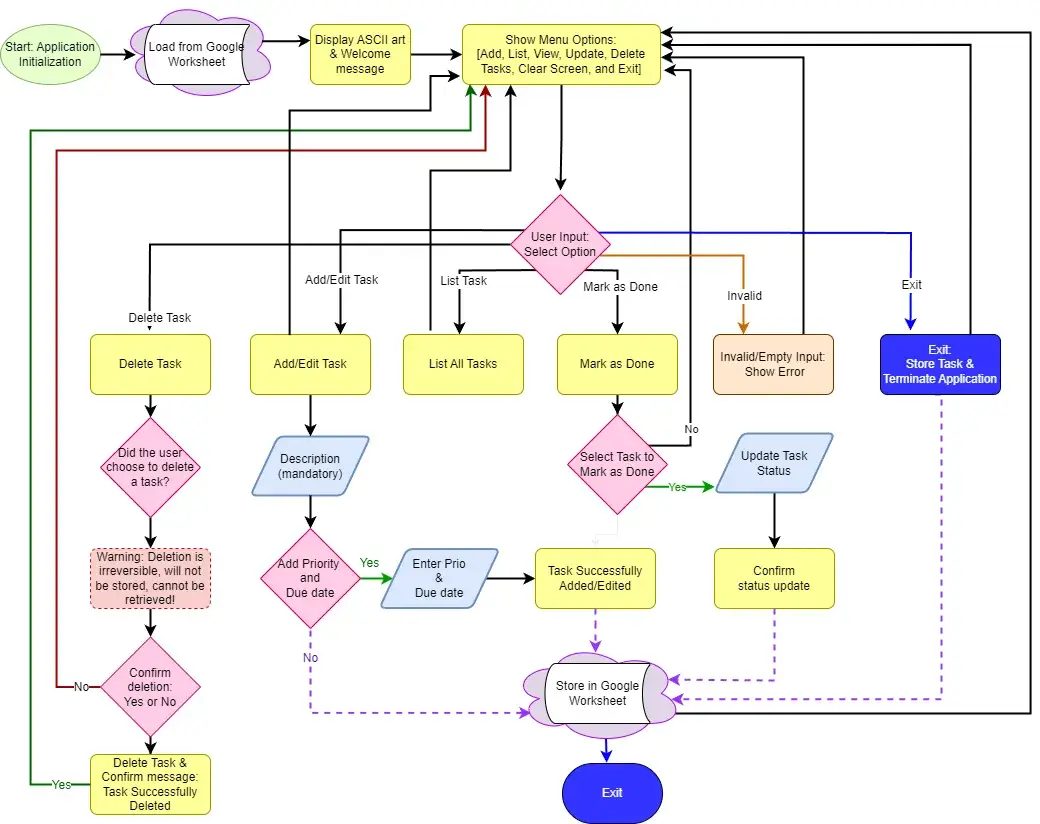 Start: Application
Initialization
Load from Google
Worksheet
Display ASCII art
& Welcome
message
Show Menu Options:
[Add, List, View, Update, Delete
Tasks, Clear Screen, and Exit]
User Input:
Select Option
Delete Task
Add/Edit Task
List Task
Mark as Done
Invalid
Exit
Delete Task
Add/Edit Task
List All Tasks
Mark as Done
Invalid/Empty Input:
Show Error
Exit:
Store Task &
Terminate Application
Did the user
choose to delete
a task?
Description
(mandatory)
Select Task to
Mark as Done
No
Yes
Update Task
Status
Warning: Deletion is
irreversible, will not
be stored, cannot be
retrieved!
Add Priority
and
Due date
Yes
Enter Prio
&
Due date
Task Successfully
Added/Edited
Confirm
status update
No
Confirm
deletion:
Yes or No
No
Store in Google
Worksheet
Delete Task &
Confirm message:
Task Successfully
Deleted
Yes
Exit